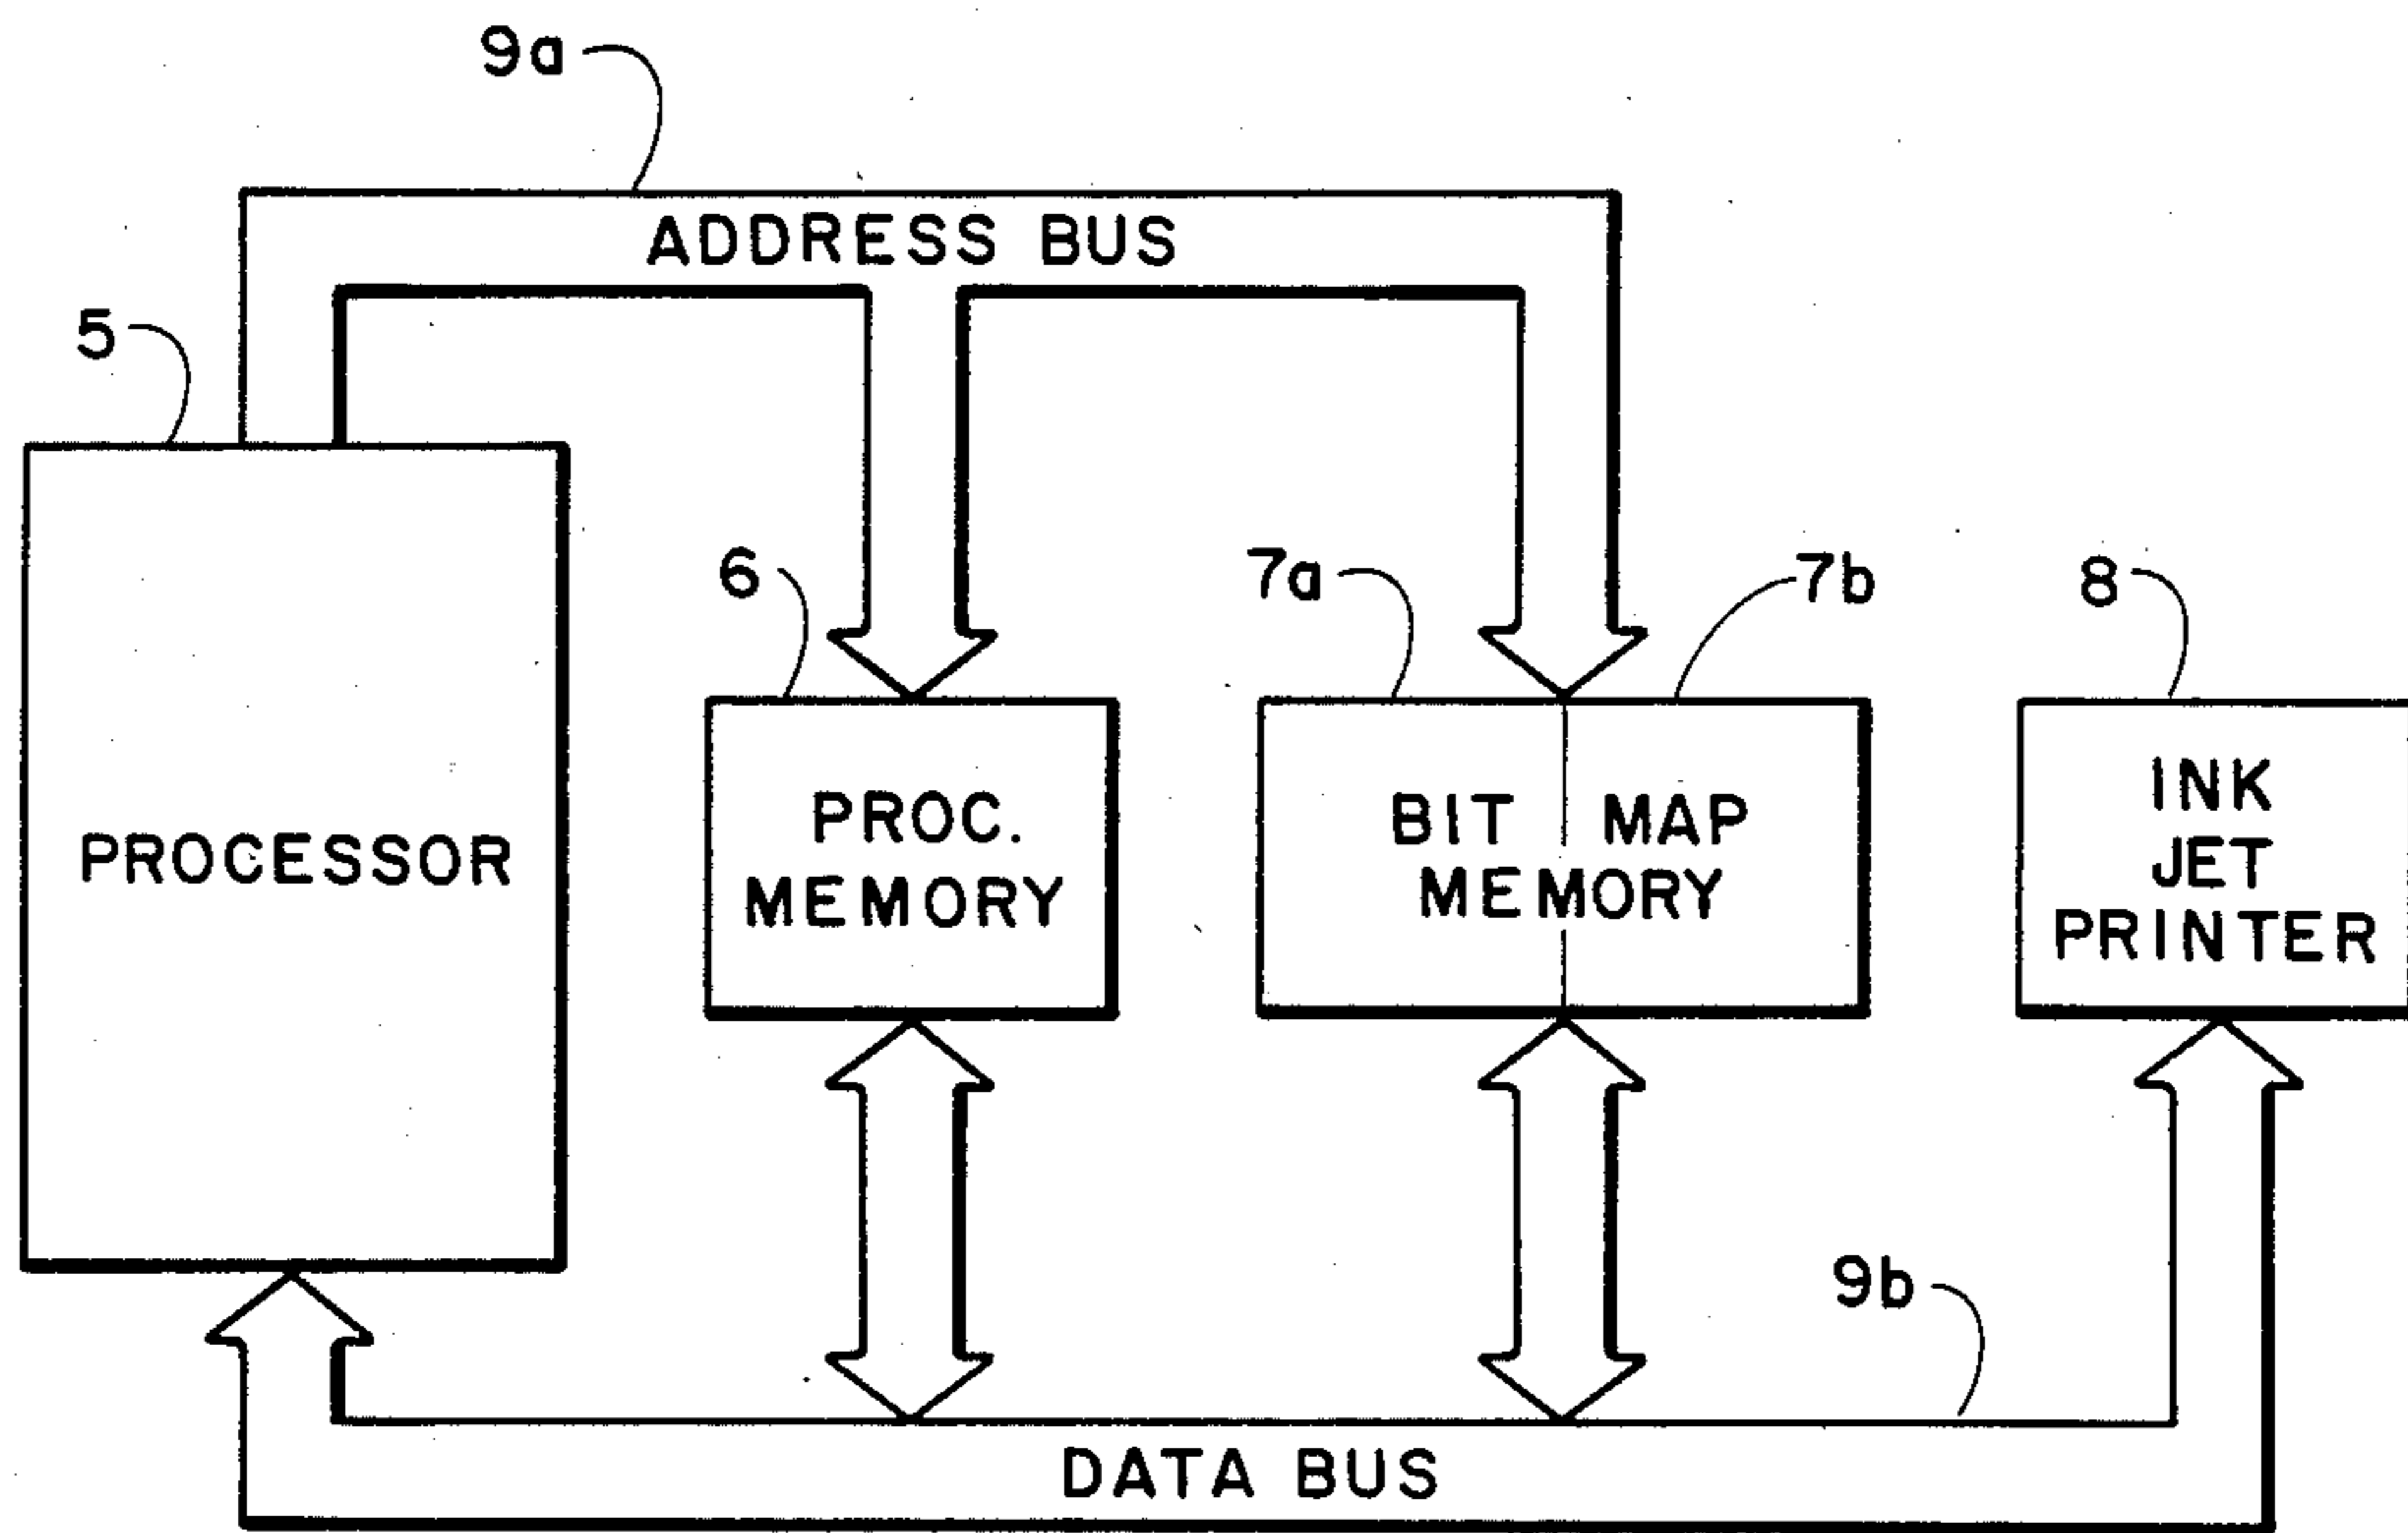 9a
ADDRESS BUS
5
6
7a
7b
8
PROCESSOR
PROC.
MEMORY
BIT MAP
MEMORY
INK
JET
PRINTER
9b
DATA BUS